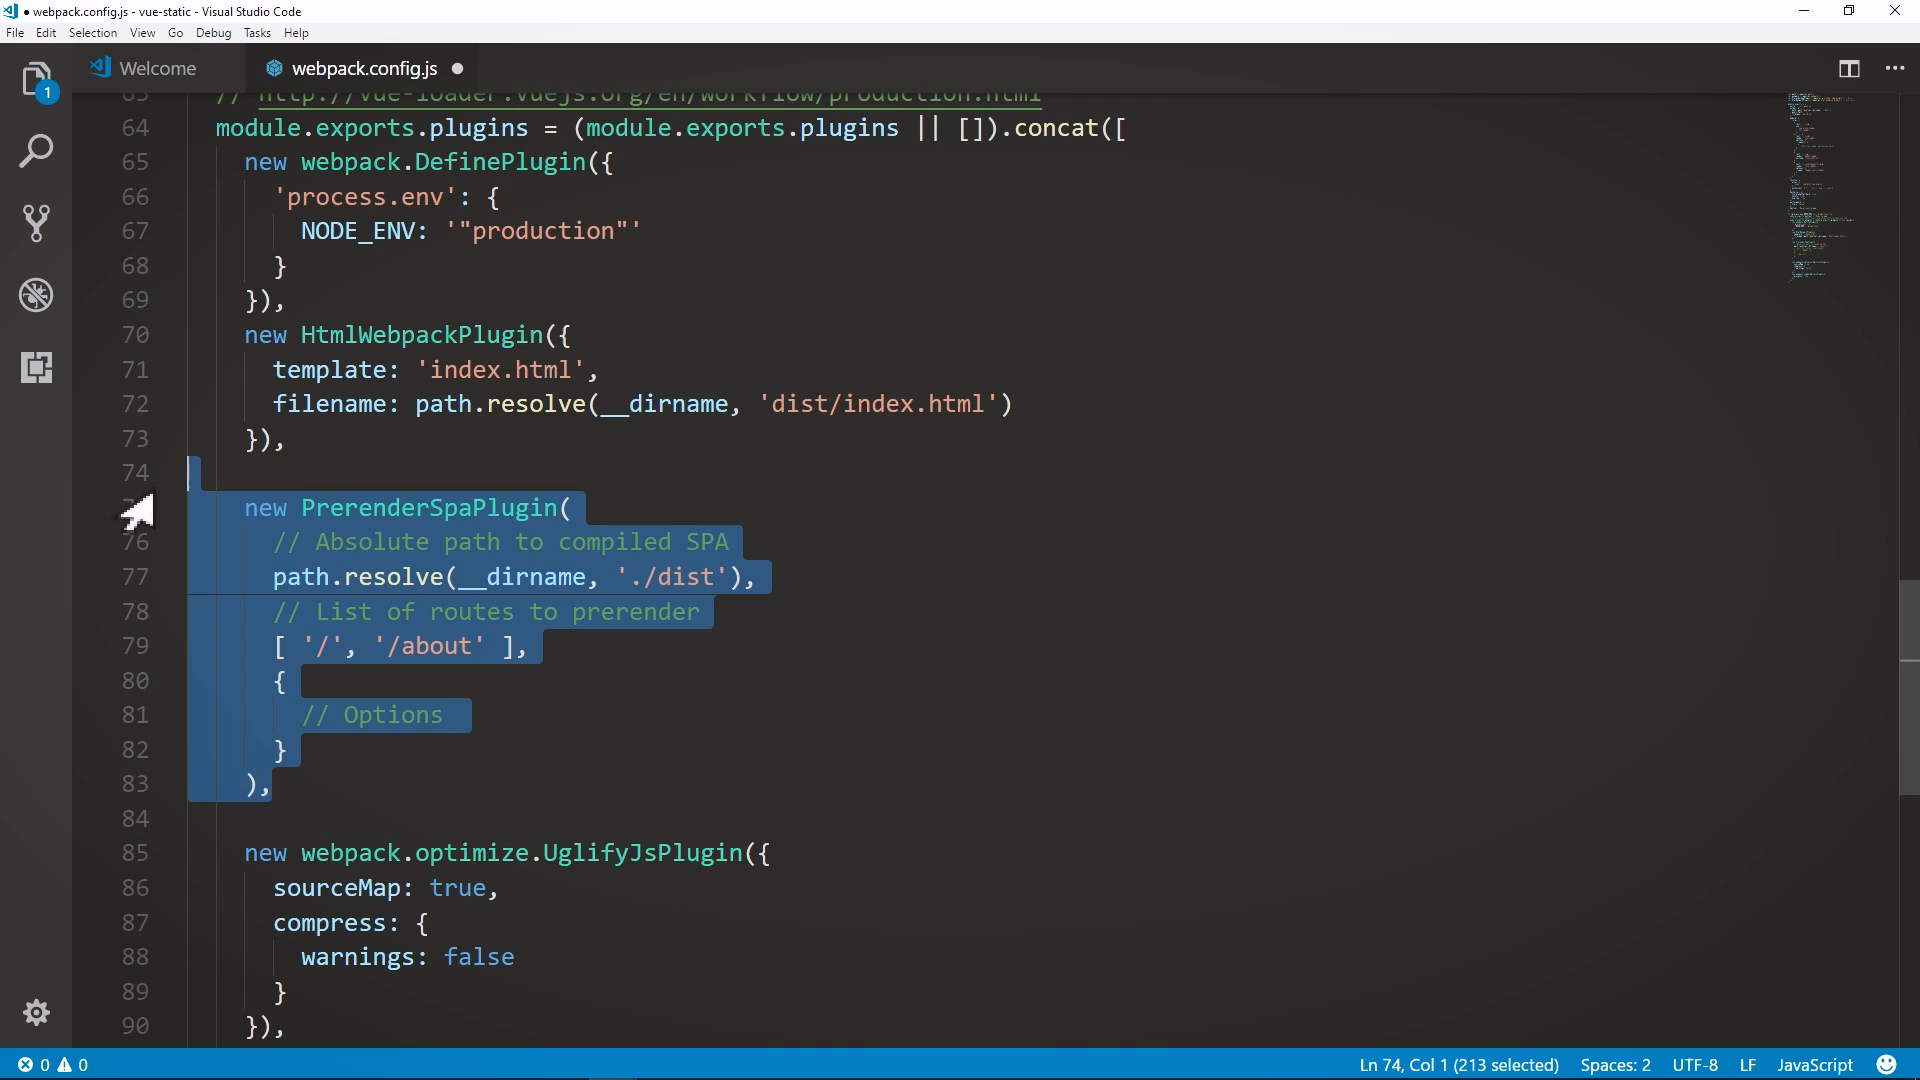 webpack.config.js - vue-static - Visual Studio Code
File Edit Selection View Go Debug Tasks Help
1
Welcome
webpack.config.js
63 // http://vue-loader.vuejs.org/en/workflow/production.html
64 module.exports.plugins = (module.exports.plugins || []).concat([
65 new webpack.DefinePlugin({
66 'process.env': {
67 NODE_ENV: '"production"'
68 }
69 }),
70 new HtmlWebpackPlugin({
71 template: 'index.html',
72 filename: path.resolve(__dirname, 'dist/index.html')
73 }),
74
new PrerenderSpaPlugin(
76 // Absolute path to compiled SPA
77 path.resolve(__dirname, './dist'),
78 // List of routes to prerender
79 [ '/', '/about' ],
80 {
81 // Options
82 }
83 ),
84
85 new webpack.optimize.UglifyJsPlugin({
86 sourceMap: true,
87 compress: {
88 warnings: false
89 }
90 }),
0 0 Ln 74, Col 1 (213 selected) Spaces: 2 UTF-8 LF JavaScript